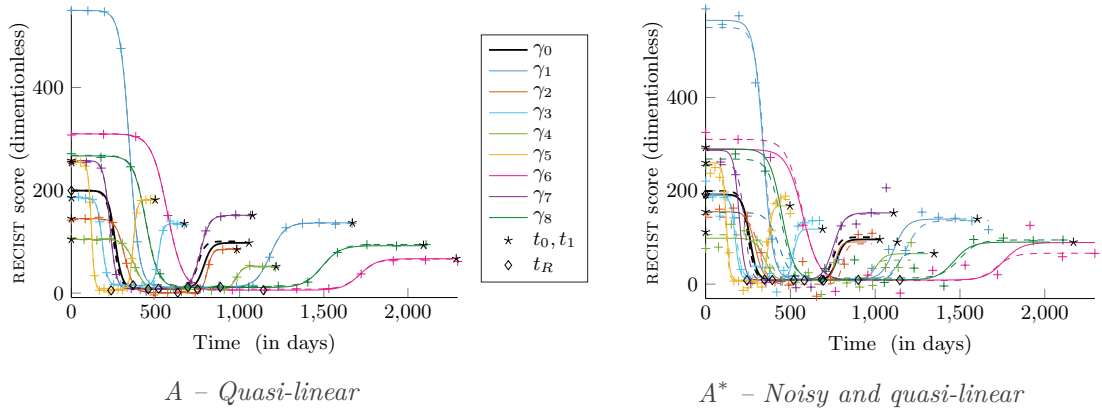 RECIST score (dimentionless)
400
200
0
0
500
1,000
1,500
2,000
Time (in days)
A – Quasi-linear
γ0
γ1
γ2
γ3
γ4
γ5
γ6
γ7
γ8
t0, t1
tR
RECIST score (dimentionless)
400
200
0
0
500
1,000
1,500
2,000
Time (in days)
A* – Noisy and quasi-linear